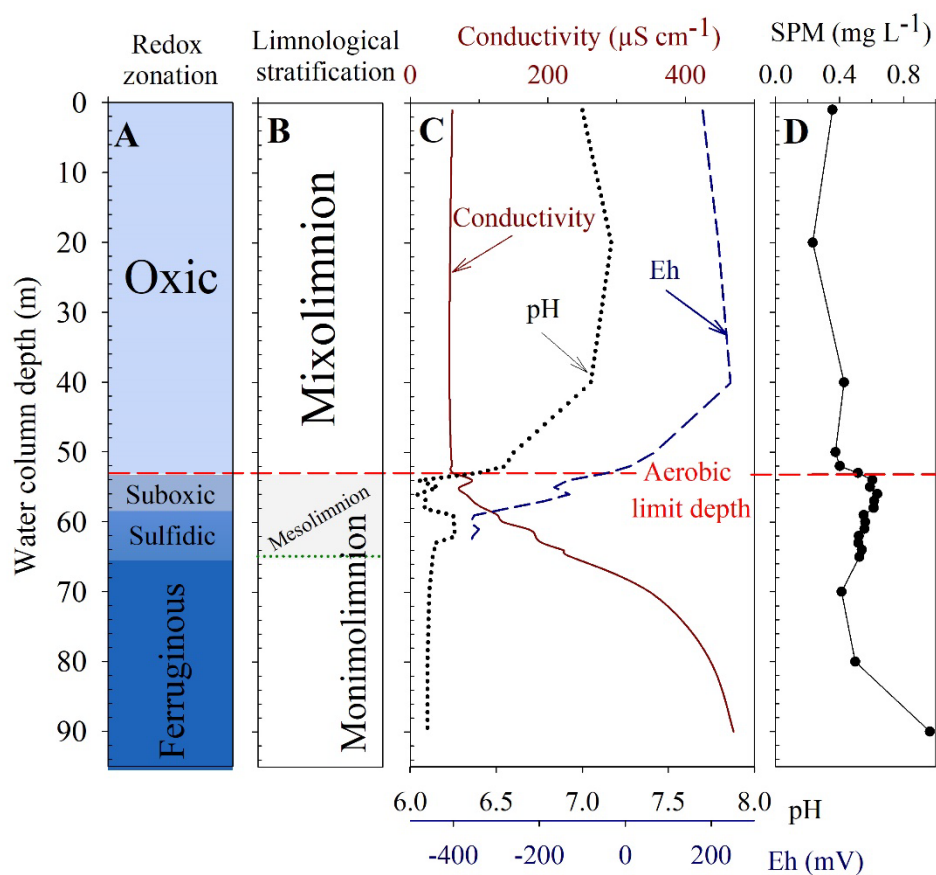 Redox
zonation
Limnological
stratification
Conductivity (µS cm⁻¹)
0 200 400
SPM (mg L⁻¹)
0.0 0.4 0.8
Water column depth (m)
0
10
20
30
40
50
60
70
80
90
A
Oxic
Suboxic
Sulfidic
Ferruginous
B
Mixolimnion
Mesolimnion
Monimolimnion
C
Conductivity
Eh
pH
Aerobic
limit depth
D
6.0 6.5 7.0 7.5 8.0 pH
-400 -200 0 200 Eh (mV)